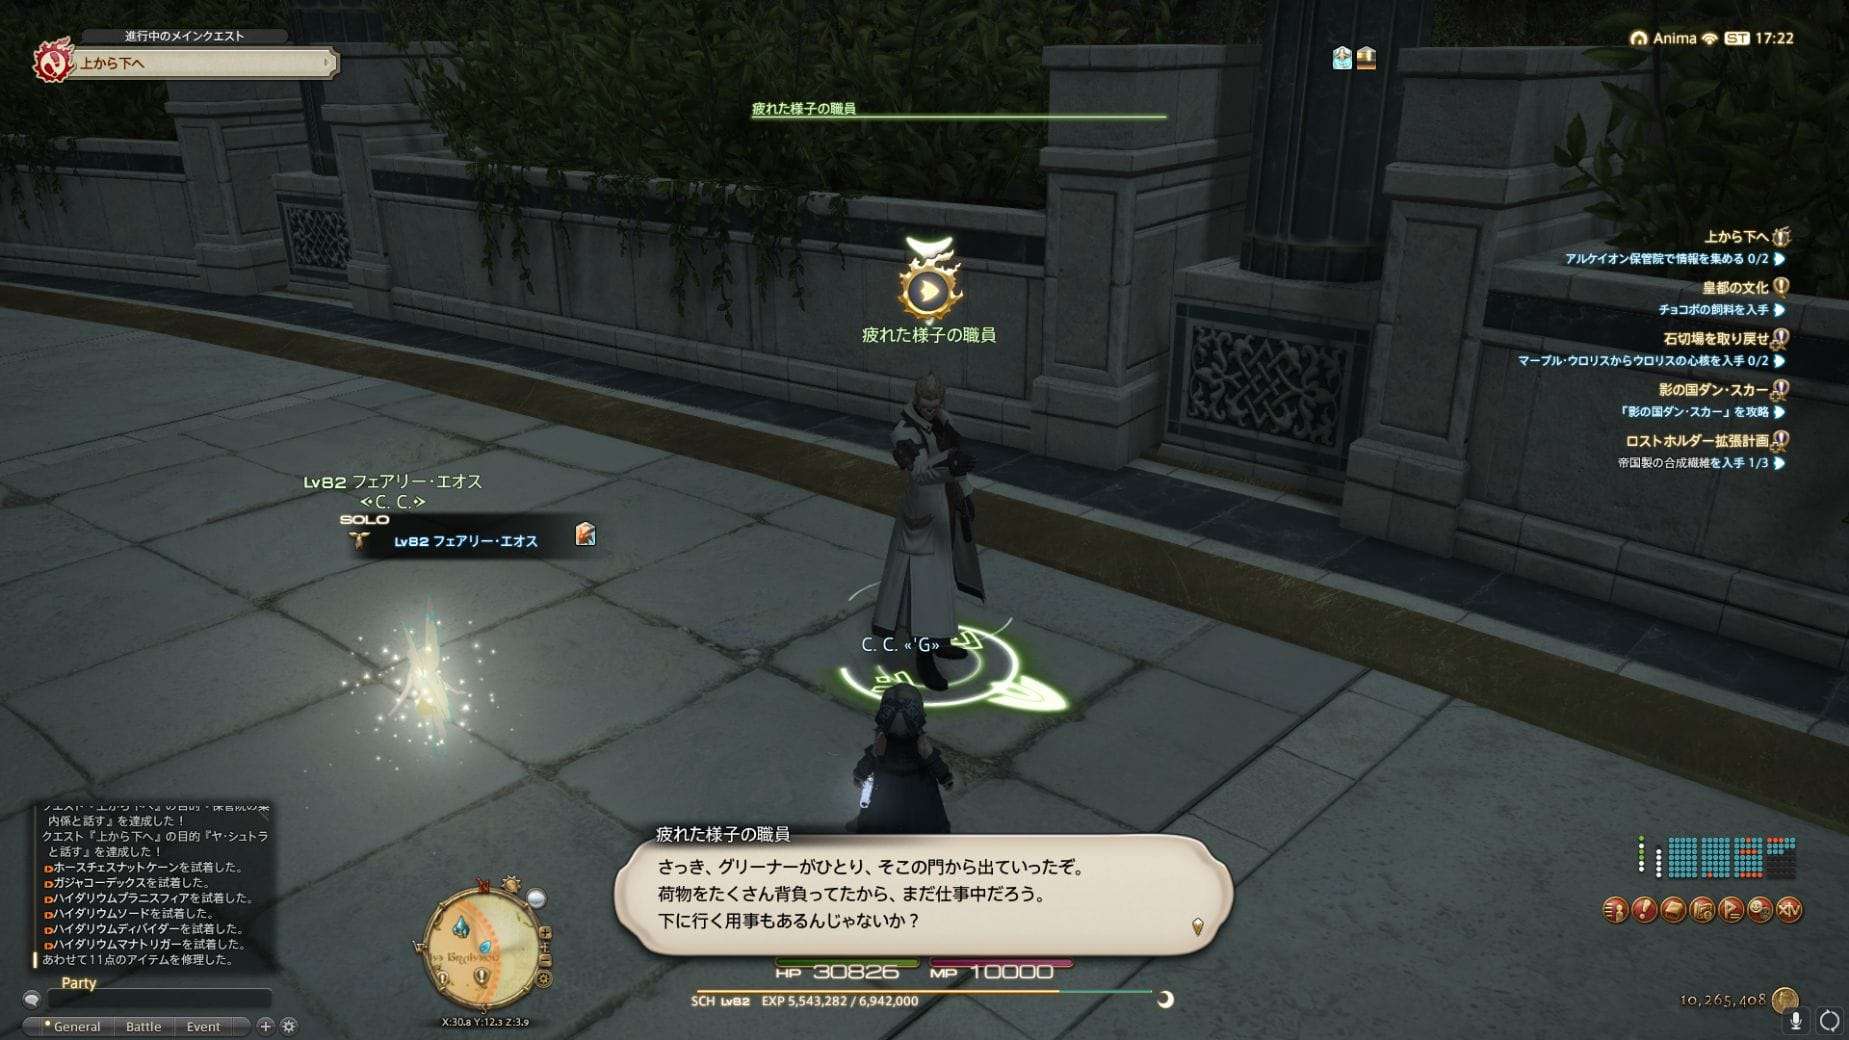 進行中のメインクエスト
上から下へ
疲れた様子の職員
Anima ST 17:22
疲れた様子の職員
上から下へ
アルケイオン保管院で情報を集める 0/2
皇都の文化
チョコボの飼料を入手
石切場を取り戻せ
マーブル・ウロリスからウロリスの心核を入手 0/2
影の国ダン・スカー
「影の国ダン・スカー」を攻略
ロストホルダー拡張計画
帝国製の合成繊維を入手 1/3
Lv82 フェアリー・エオス
«C. C.»
SOLO
Lv82 フェアリー・エオス
C. C. «'G»
内係と話す』を達成した！
クエスト『上から下へ』の目的『ヤ・シュトラ
と話す』を達成した！
ホースチェスナットケーンを試着した。
ガジャコーデックスを試着した。
ハイダリウムプラニスフィアを試着した。
ハイダリウムソードを試着した。
ハイダリウムディバイダーを試着した。
ハイダリウムマナトリガーを試着した。
あわせて11点のアイテムを修理した。
Party
General Battle Event
X:30.8 Y:12.3 Z:3.9
疲れた様子の職員
さっき、グリーナーがひとり、そこの門から出ていったぞ。
荷物をたくさん背負ってたから、まだ仕事中だろう。
下に行く用事もあるんじゃないか？
HP 30826 MP 10000
SCH Lv82 EXP 5,543,282 / 6,942,000
XIV
10,265,408